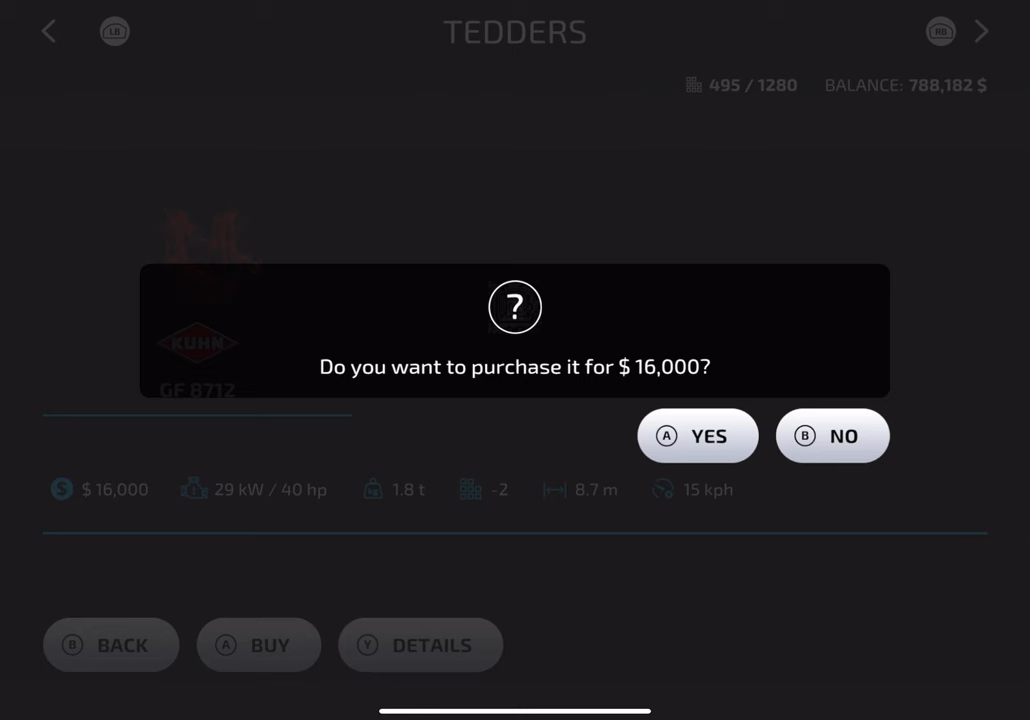 LB
TEDDERS
RB
495 / 1280 BALANCE: 788,182 $
?
Do you want to purchase it for $ 16,000?
KUHN
GF 8712
A YES B NO
$ 16,000 29 kW / 40 hp kg 1.8 t -2 8.7 m 15 kph
B BACK A BUY Y DETAILS